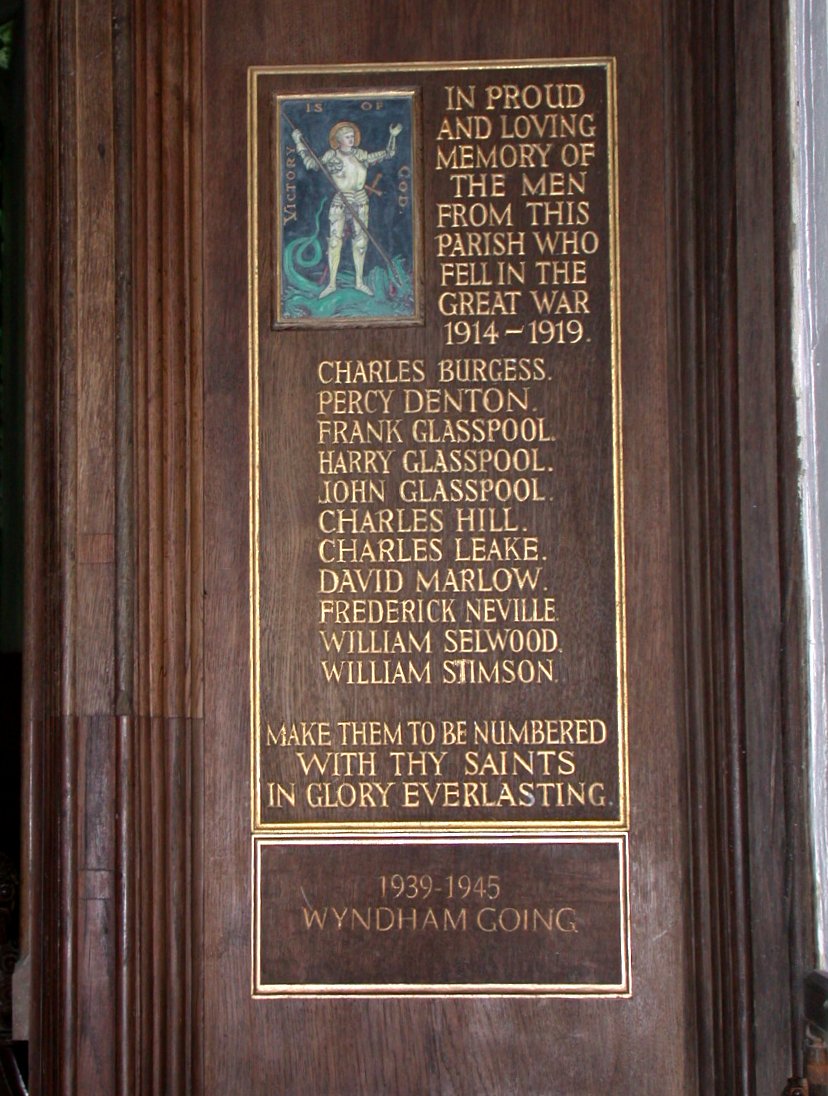 VICTORY
IS OF
GOD.
IN PROUD
AND LOVING
MEMORY OF
THE MEN
FROM THIS
PARISH WHO
FELL IN THE
GREAT WAR
1914-1919.
CHARLES BURGESS.
PERCY DENTON.
FRANK GLASSPOOL.
HARRY GLASSPOOL.
JOHN GLASSPOOL.
CHARLES HILL.
CHARLES LEAKE.
DAVID MARLOW.
FREDERICK NEVILLE.
WILLIAM SELWOOD.
WILLIAM STIMSON.
MAKE THEM TO BE NUMBERED
WITH THY SAINTS
IN GLORY EVERLASTING.
1939-1945
WYNDHAM GOING